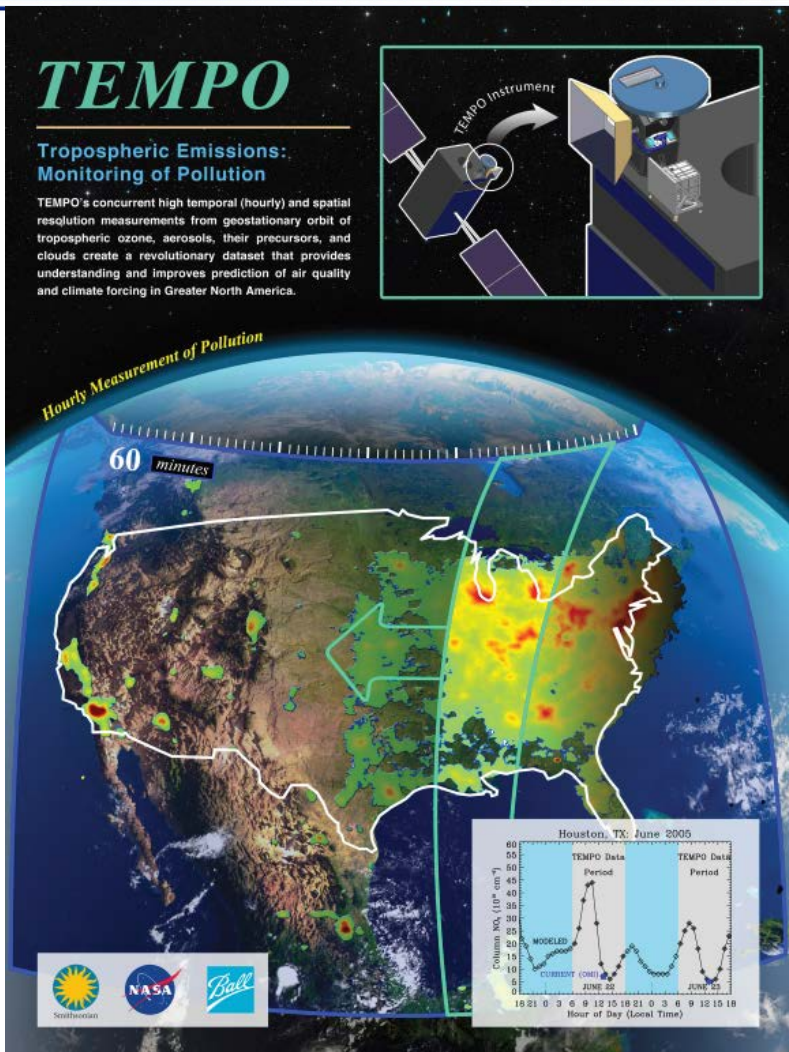 TEMPO
Tropospheric Emissions:
Monitoring of Pollution
TEMPO's concurrent high temporal (hourly) and spatial
resolution measurements from geostationary orbit of
tropospheric ozone, aerosols, their precursors, and
clouds create a revolutionary dataset that provides
understanding and improves prediction of air quality
and climate forcing in Greater North America.
TEMPO Instrument
Hourly Measurement of Pollution
60 minutes
Houston, TX: June 2005
TEMPO Data
Period
TEMPO Data
Period
MODELED
CURRENT (OMI)
JUNE 22
JUNE 23
60
55
50
45
40
35
30
25
20
15
10
5
0
18 21 0 3 6 9 12 15 18 21 0 3 6 9 12 15 18
Hour of Day (Local Time)
Smithsonian
NASA
Ball